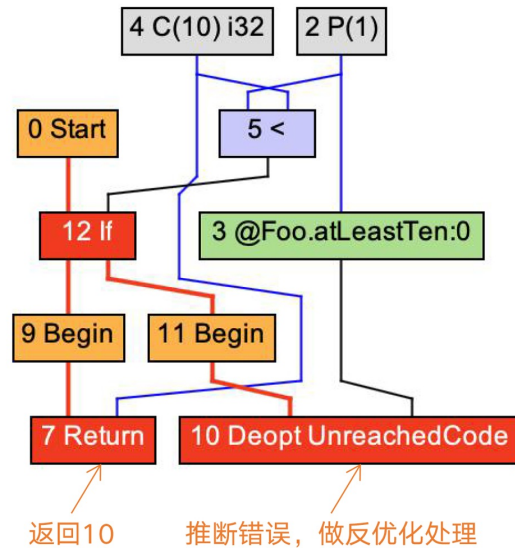 4 C(10) i32
2 P(1)
0 Start
5 <
12 If
3 @Foo.atLeastTen:0
9 Begin
11 Begin
7 Return
10 Deopt UnreachedCode
返回10
推断错误，做反优化处理